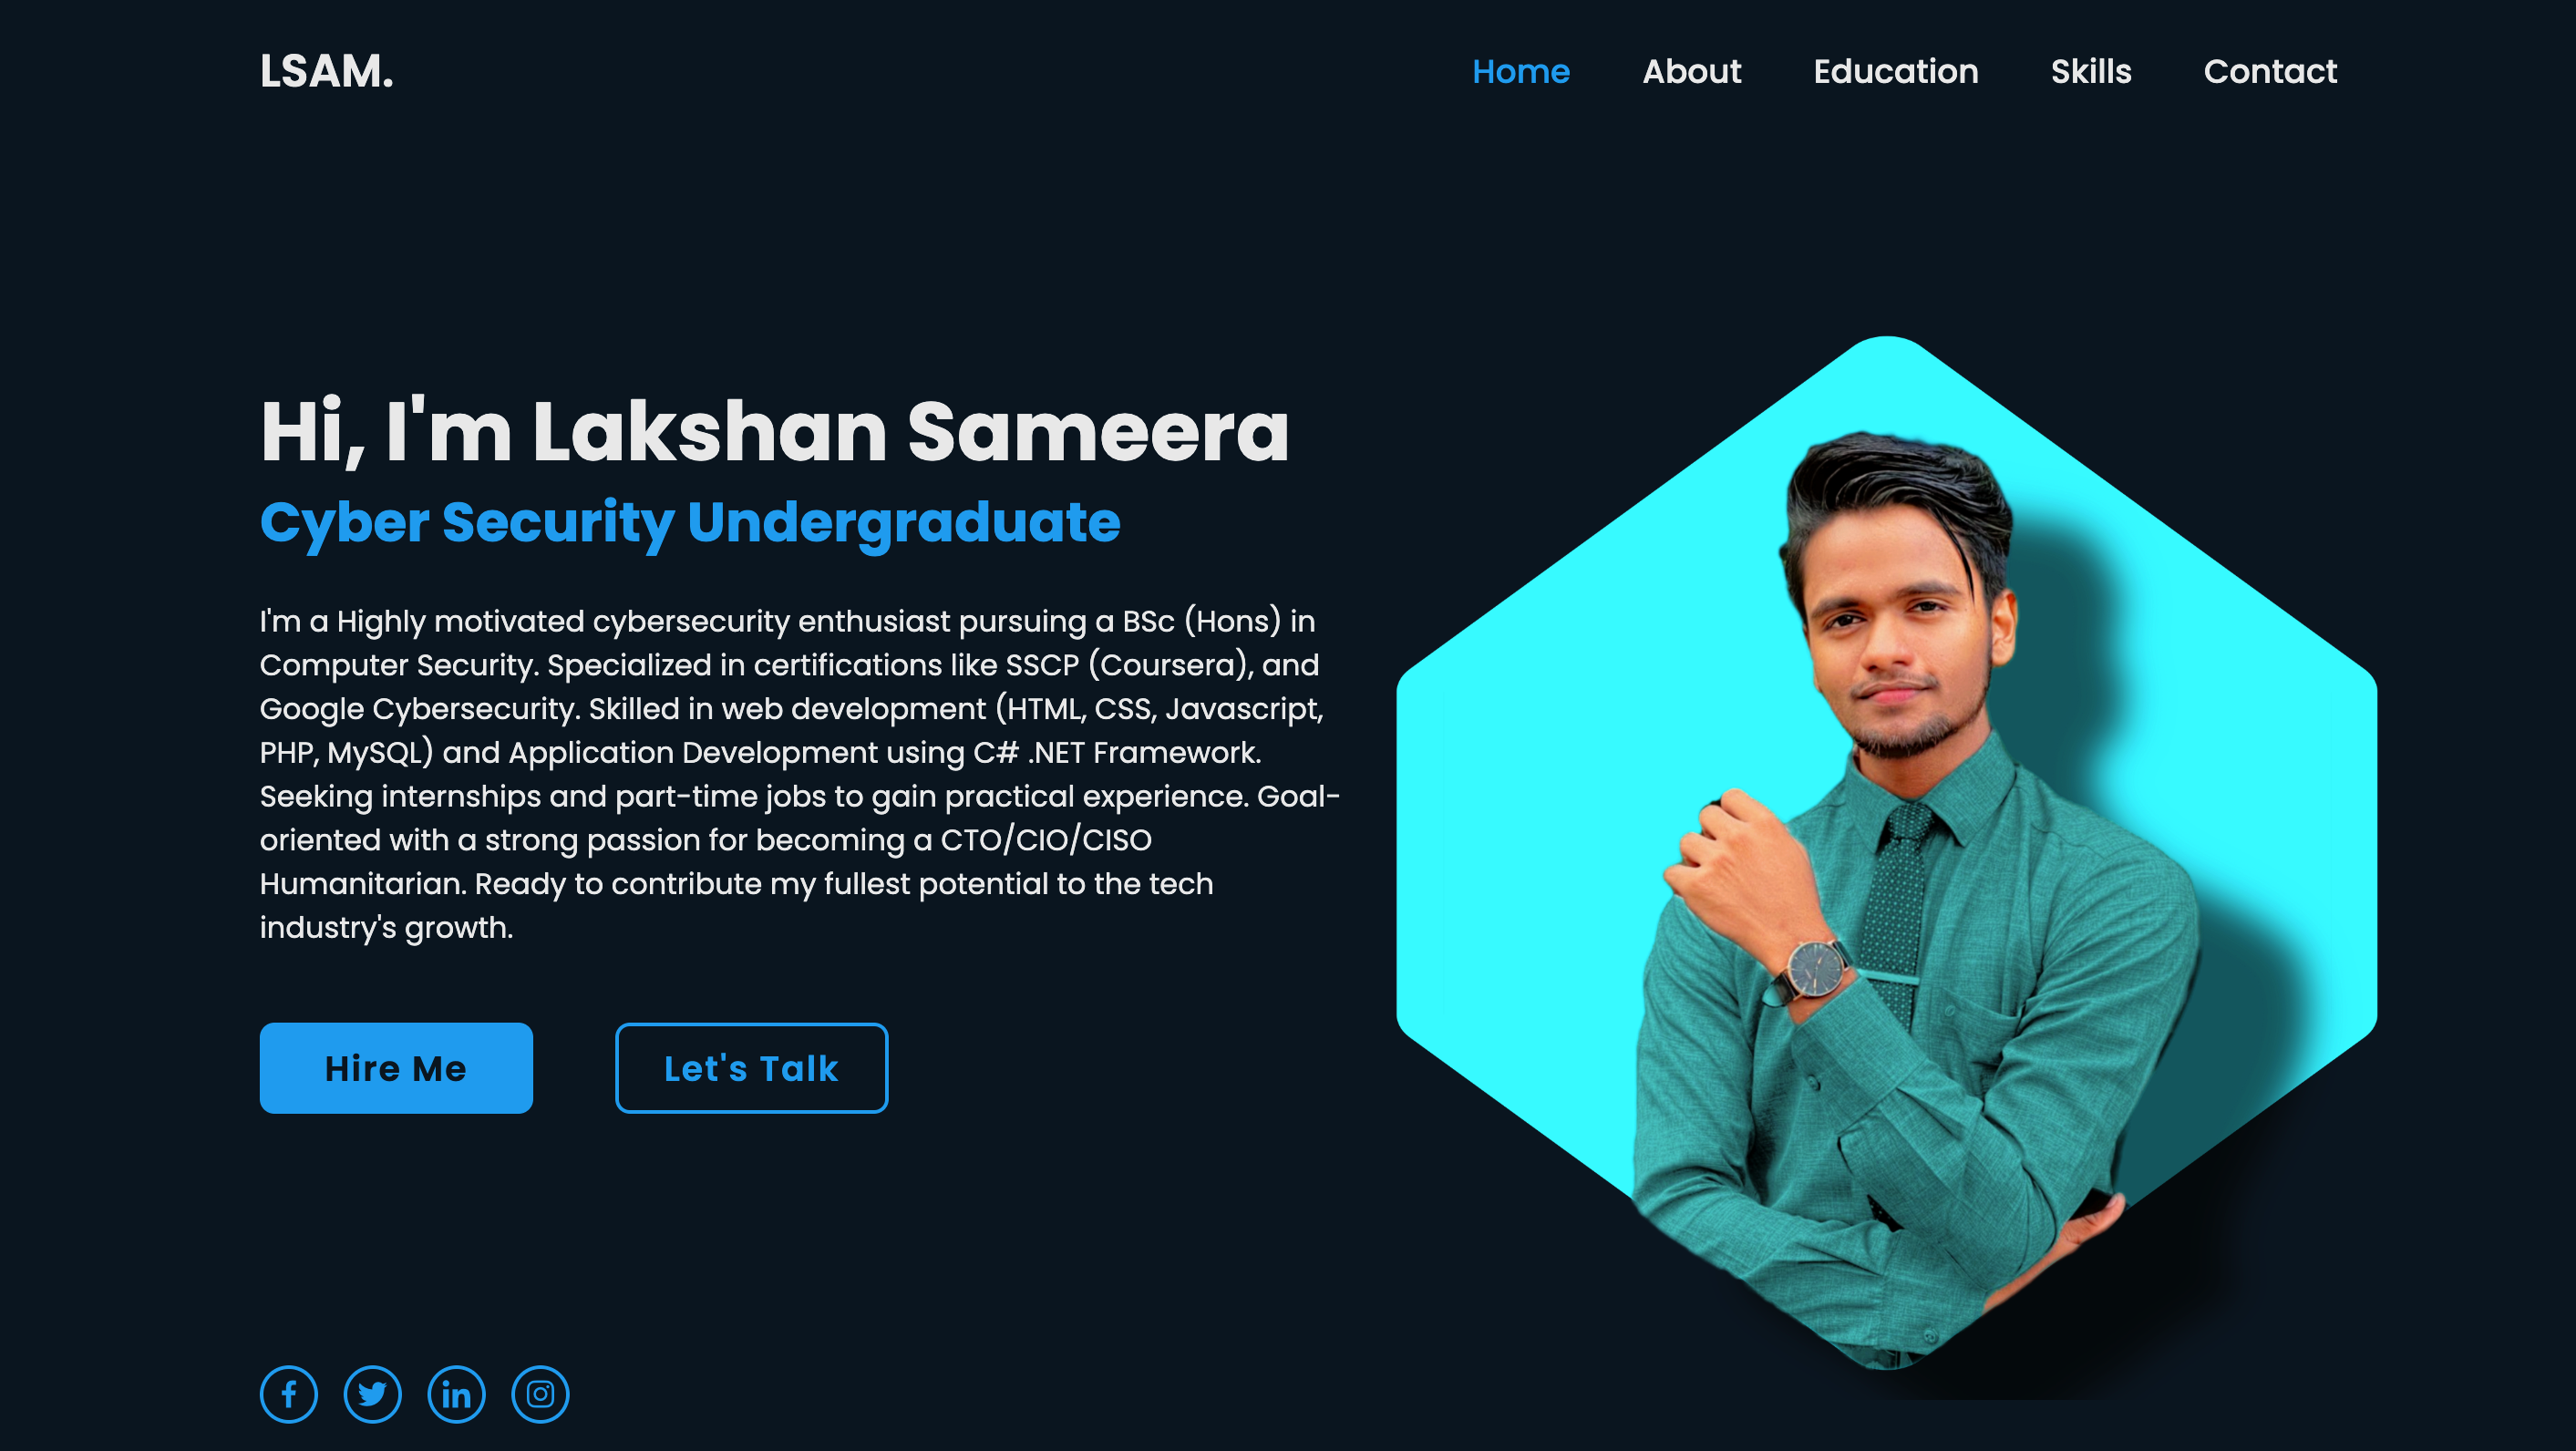 LSAM.
Home About Education Skills Contact
Hi, I'm Lakshan Sameera
Cyber Security Undergraduate
I'm a Highly motivated cybersecurity enthusiast pursuing a BSc (Hons) in
Computer Security. Specialized in certifications like SSCP (Coursera), and
Google Cybersecurity. Skilled in web development (HTML, CSS, Javascript,
PHP, MySQL) and Application Development using C# .NET Framework.
Seeking internships and part-time jobs to gain practical experience. Goal-
oriented with a strong passion for becoming a CTO/CIO/CISO
Humanitarian. Ready to contribute my fullest potential to the tech
industry's growth.
Hire Me
Let's Talk